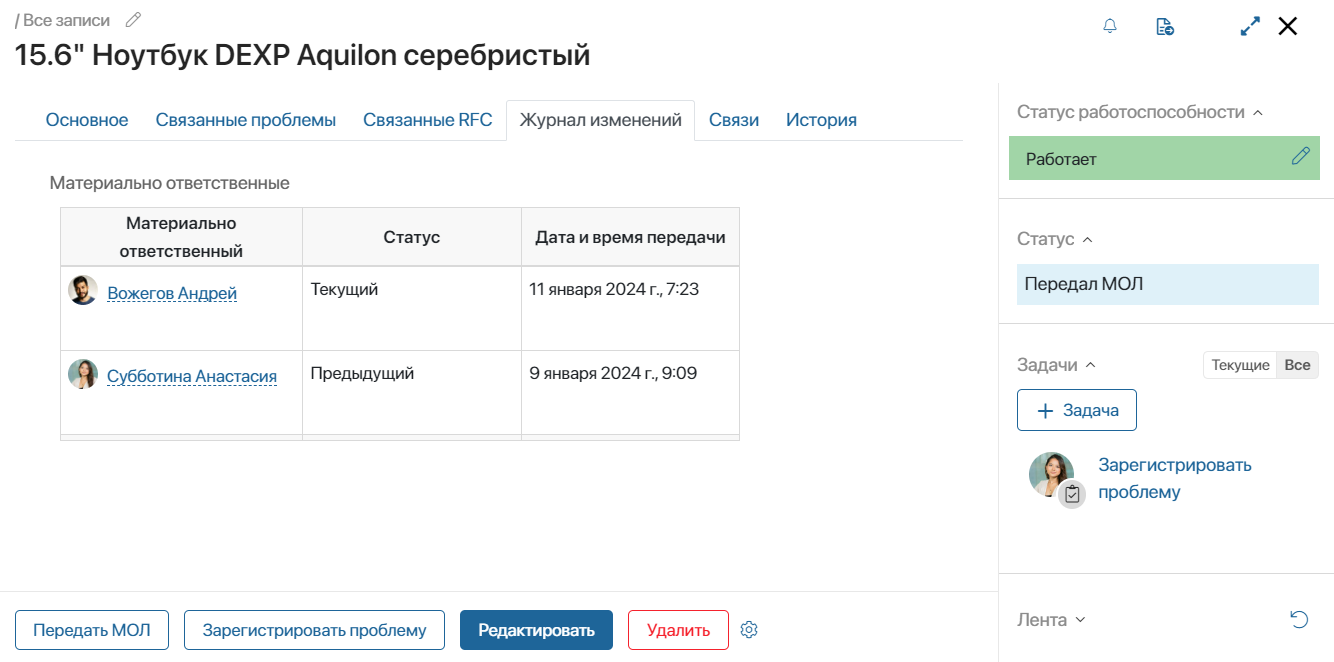 / Все записи
15.6" Ноутбук DEXP Aquilon серебристый
Основное Связанные проблемы Связанные RFC Журнал изменений Связи История
Материально ответственные
Материально ответственный Статус Дата и время передачи
Вожегов Андрей Текущий 11 января 2024 г., 7:23
Субботина Анастасия Предыдущий 9 января 2024 г., 9:09
Передать МОЛ Зарегистрировать проблему Редактировать Удалить
Статус работоспособности
Работает
Статус
Передал МОЛ
Задачи Текущие Все
+ Задача
Зарегистрировать
проблему
Лента